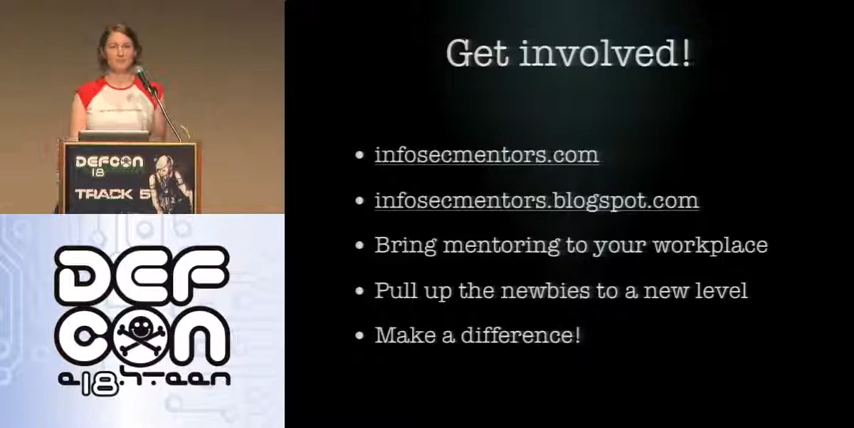 DEFCON
18
TRACK 5
DEF
CON
e18hteen
Get involved!
• infosecmentors.com
• infosecmentors.blogspot.com
• Bring mentoring to your workplace
• Pull up the newbies to a new level
• Make a difference!